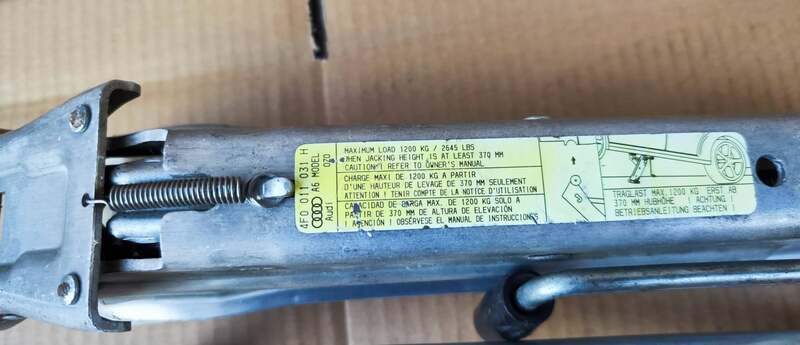 4F0 011 031 H
Audi A6 MODEL 020
MAXIMUM LOAD 1200 KG / 2645 LBS
WHEN JACKING HEIGHT IS AT LEAST 370 MM
CAUTION ! REFER TO OWNER'S MANUAL
CHARGE MAXI DE 1200 KG A PARTIR
D'UNE HAUTEUR DE LEVAGE DE 370 MM SEULEMENT
ATTENTION ! TENIR COMPTE DE LA NOTICE D'UTILISATION
CAPACIDAD DE CARGA MAX. DE 1200 KG SOLO A
PARTIR DE 370 MM DE ALTURA DE ELEVACIÓN
! ATENCIÓN ! OBSÉRVESE EL MANUAL DE INSTRUCCIONES
TRAGLAST MAX. 1200 KG ERST AB
370 MM HUBHÖHE ! ACHTUNG !
BETRIEBSANLEITUNG BEACHTEN !